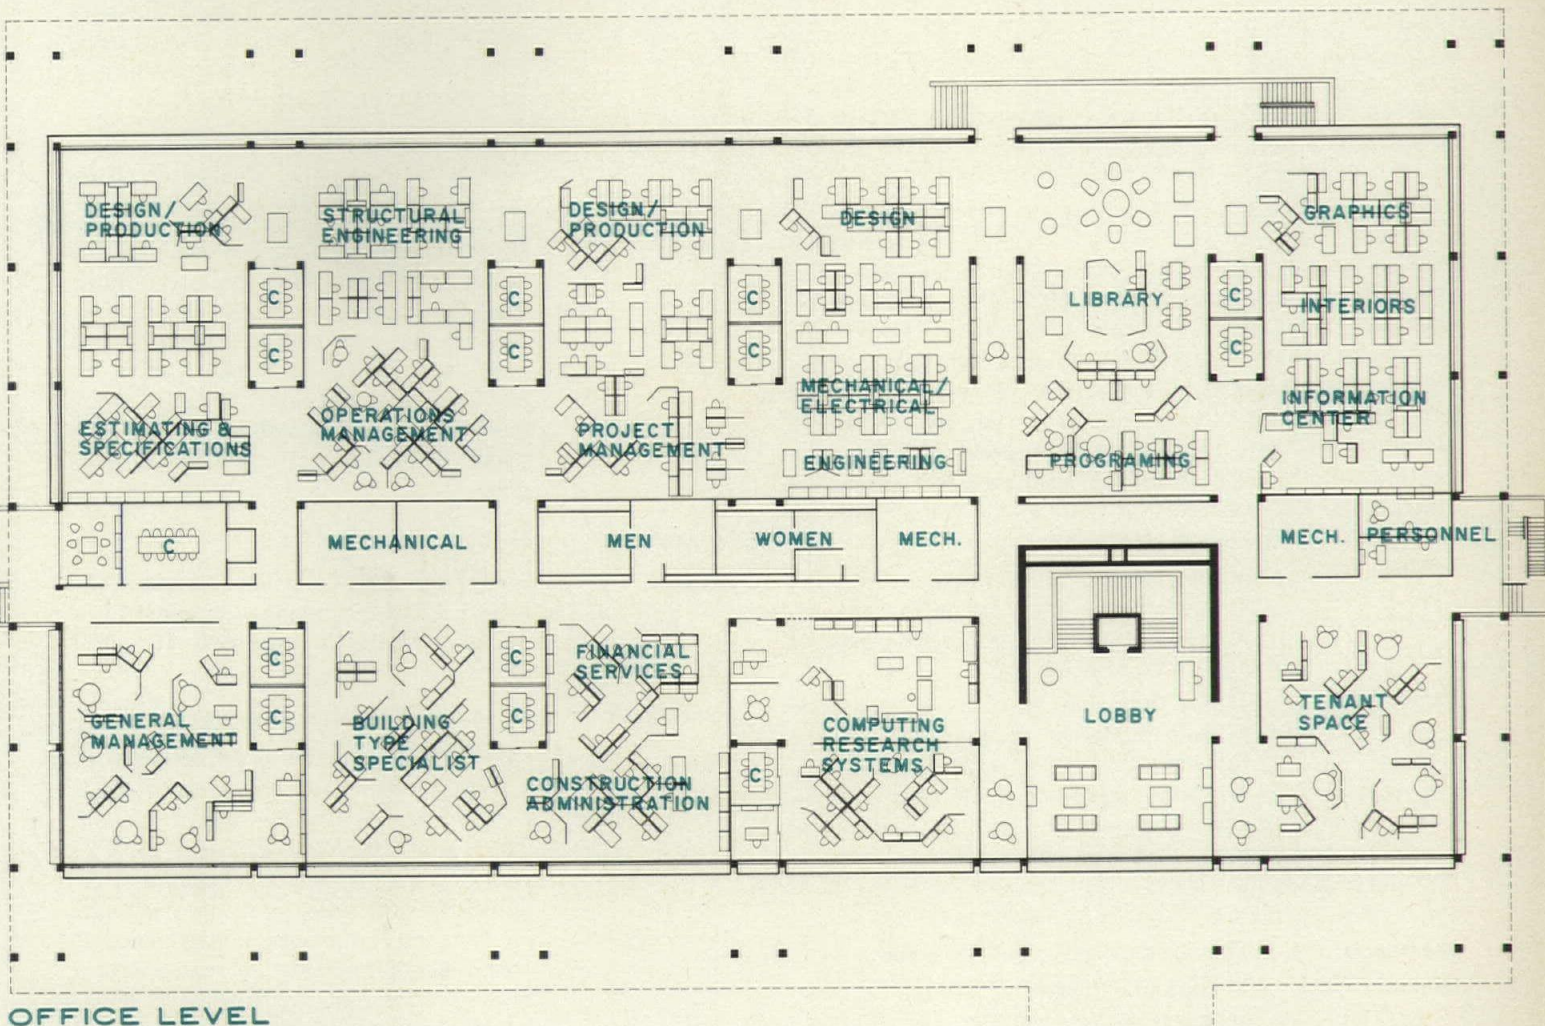 DESIGN/
PRODUCTION
STRUCTURAL
ENGINEERING
DESIGN/
PRODUCTION
DESIGN
GRAPHICS
C
C
C
LIBRARY
C
INTERIORS
C
C
C
C
ESTIMATING &
SPECIFICATIONS
OPERATIONS
MANAGEMENT
PROJECT
MANAGEMENT
MECHANICAL/
ELECTRICAL
ENGINEERING
PROGRAMING
INFORMATION
CENTER
C
MECHANICAL
MEN
WOMEN
MECH.
MECH.
PERSONNEL
C
C
FINANCIAL
SERVICES
C
C
GENERAL
MANAGEMENT
BUILDING
TYPE
SPECIALIST
CONSTRUCTION
ADMINISTRATION
C
COMPUTING
RESEARCH
SYSTEMS
LOBBY
TENANT
SPACE
OFFICE LEVEL